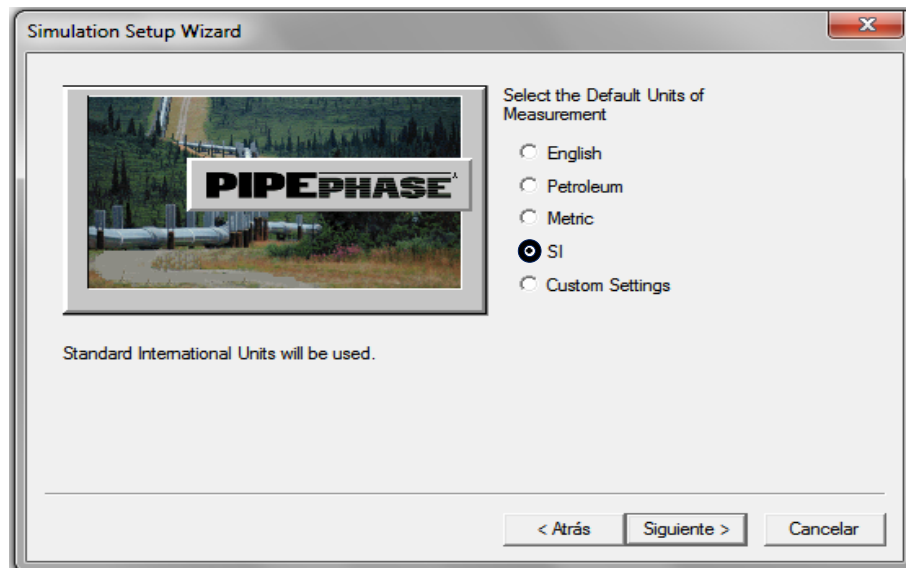 Simulation Setup Wizard
PIPEPHASE
Select the Default Units of
Measurement
English
Petroleum
Metric
SI
Custom Settings
Standard International Units will be used.
< Atrás
Siguiente >
Cancelar